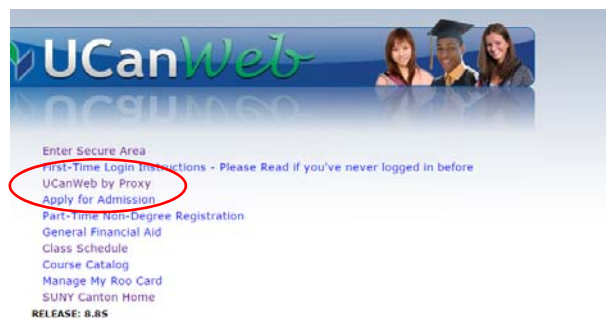 UCanWeb
Enter Secure Area
First-Time Login Instructions - Please Read if you've never logged in before
UCanWeb by Proxy
Apply for Admission
Part-Time Non-Degree Registration
General Financial Aid
Class Schedule
Course Catalog
Manage My Roo Card
SUNY Canton Home
RELEASE: 8.8S